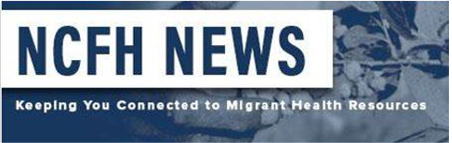 NCFH NEWS
Keeping You Connected to Migrant Health Resources